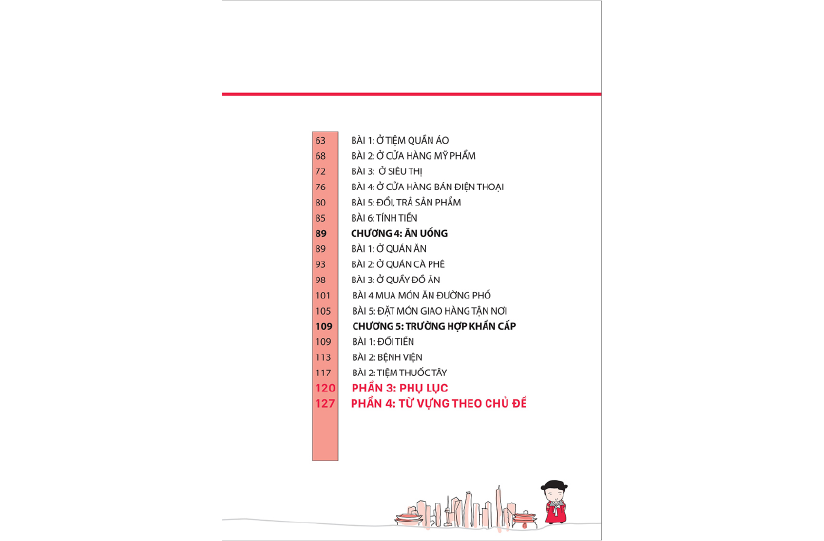 63 BÀI 1: Ở TIỆM QUẦN ÁO
68 BÀI 2: Ở CỬA HÀNG MỸ PHẨM
72 BÀI 3: Ở SIÊU THỊ
76 BÀI 4: Ở CỬA HÀNG BÁN ĐIỆN THOẠI
80 BÀI 5: ĐỔI, TRẢ SẢN PHẨM
85 BÀI 6: TÍNH TIỀN
89 CHƯƠNG 4: ĂN UỐNG
89 BÀI 1: Ở QUÁN ĂN
93 BÀI 2: Ở QUÁN CÀ PHÊ
98 BÀI 3: Ở QUẦY ĐỒ ĂN
101 BÀI 4 MUA MÓN ĂN ĐƯỜNG PHỐ
105 BÀI 5: ĐẶT MÓN GIAO HÀNG TẬN NƠI
109 CHƯƠNG 5: TRƯỜNG HỢP KHẨN CẤP
109 BÀI 1: ĐỔI TIỀN
113 BÀI 2: BỆNH VIỆN
117 BÀI 2: TIỆM THUỐC TÂY
120 PHẦN 3: PHỤ LỤC
127 PHẦN 4: TỪ VỰNG THEO CHỦ ĐỀ